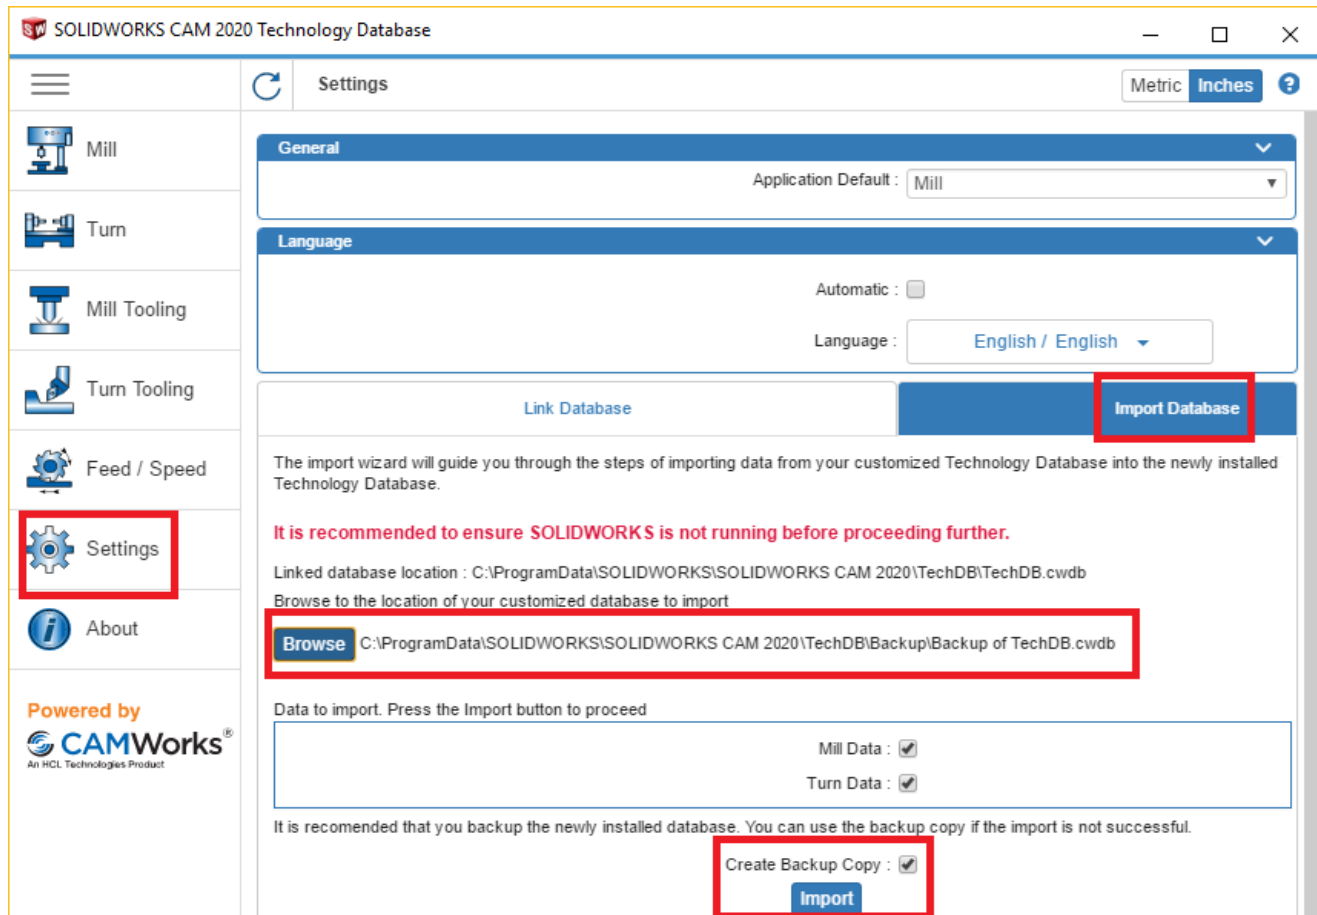 SOLIDWORKS CAM 2020 Technology Database
Settings
Metric Inches
Mill
Turn
Mill Tooling
Turn Tooling
Feed / Speed
Settings
About
Powered by
CAMWorks®
An HCL Technologies Product
General
Application Default : Mill
Language
Automatic :
Language : English / English
Link Database
Import Database
The import wizard will guide you through the steps of importing data from your customized Technology Database into the newly installed
Technology Database.
It is recommended to ensure SOLIDWORKS is not running before proceeding further.
Linked database location : C:\ProgramData\SOLIDWORKS\SOLIDWORKS CAM 2020\TechDB\TechDB.cwdb
Browse to the location of your customized database to import
Browse C:\ProgramData\SOLIDWORKS\SOLIDWORKS CAM 2020\TechDB\Backup\Backup of TechDB.cwdb
Data to import. Press the Import button to proceed
Mill Data :
Turn Data :
It is recomended that you backup the newly installed database. You can use the backup copy if the import is not successful.
Create Backup Copy :
Import